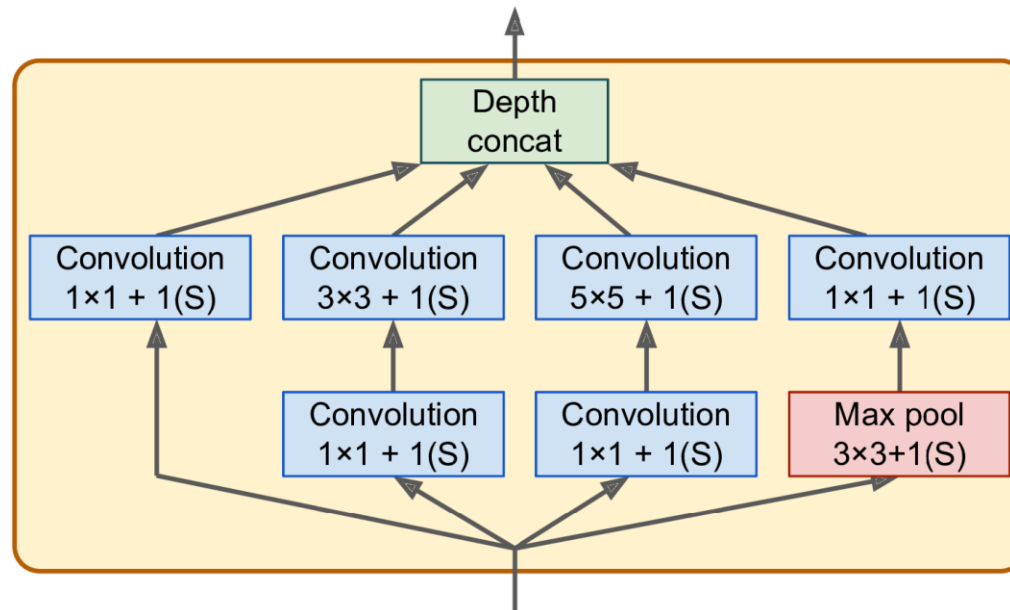 Depth
concat
Convolution
1×1 + 1(S)
Convolution
3×3 + 1(S)
Convolution
5×5 + 1(S)
Convolution
1×1 + 1(S)
Convolution
1×1 + 1(S)
Convolution
1×1 + 1(S)
Max pool
3×3+1(S)